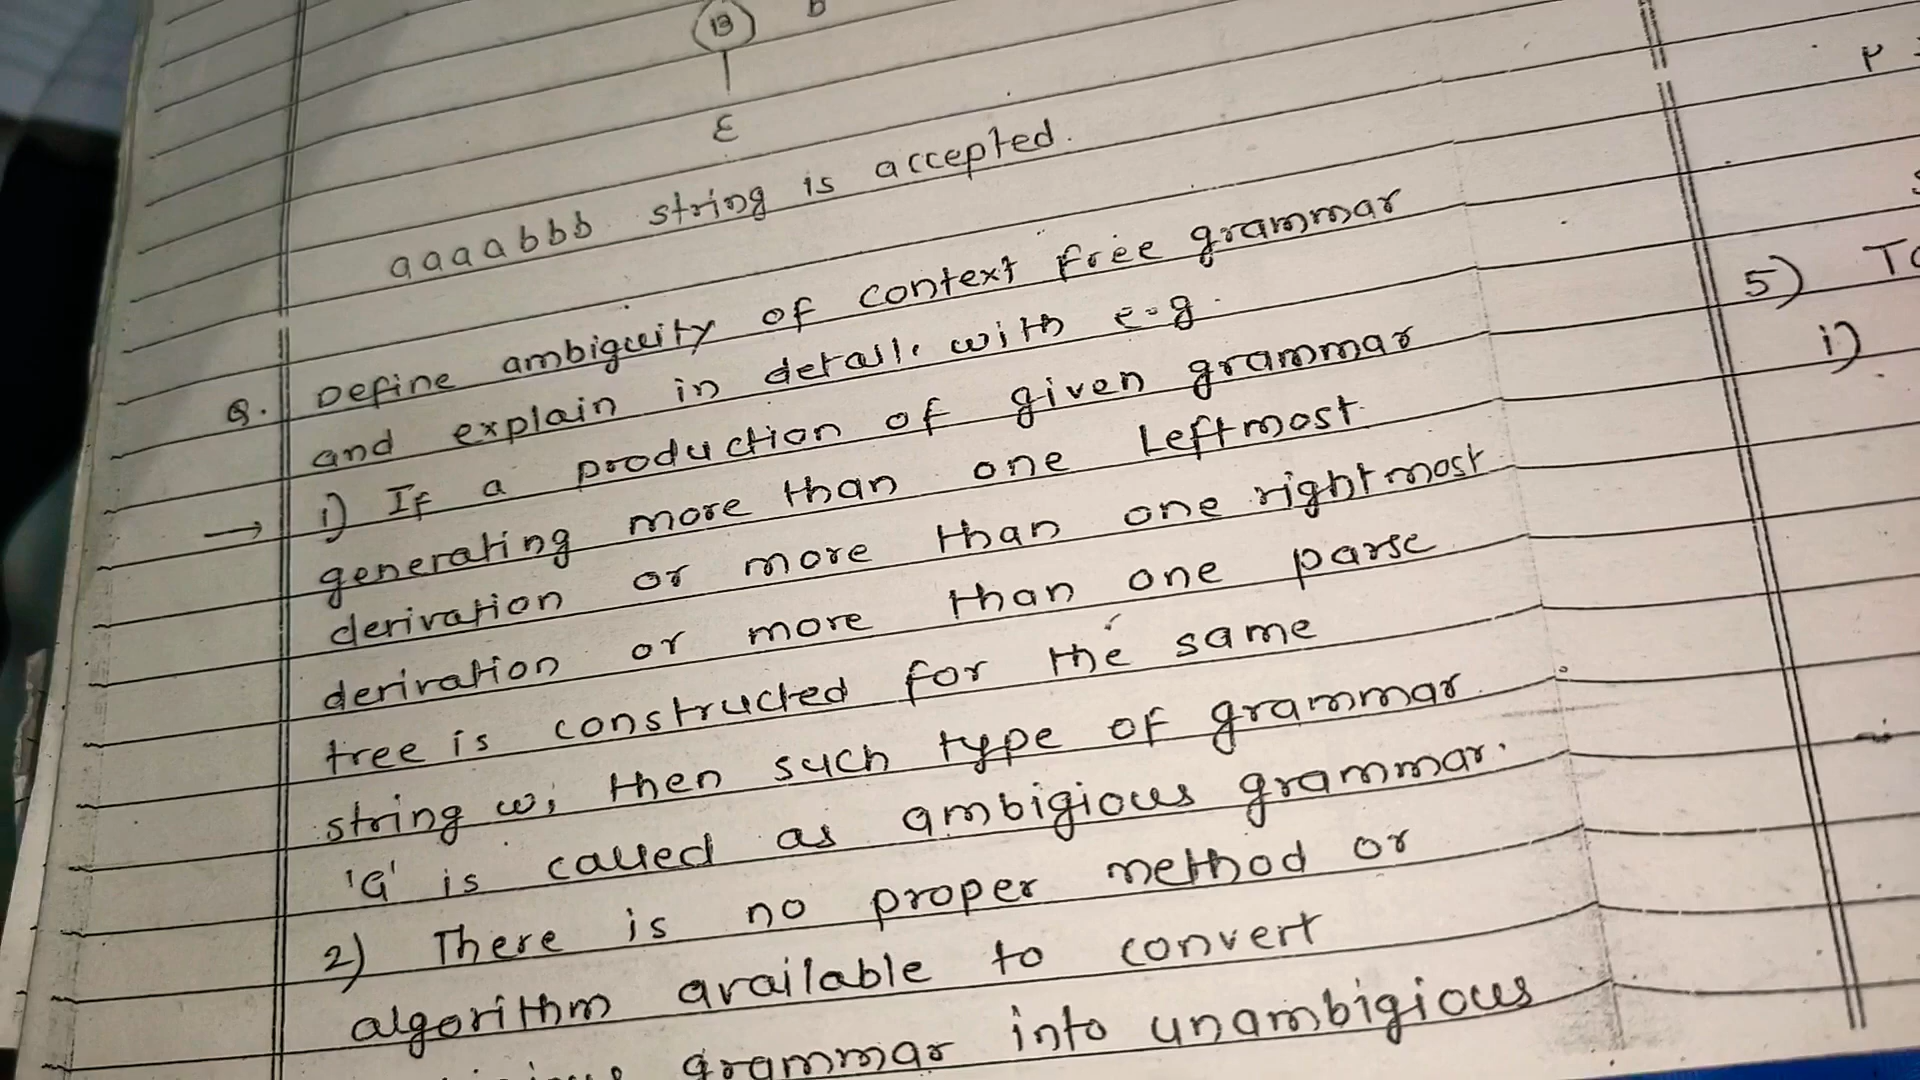 B b
ε
aaaabbb string is accepted.
Q. Define ambiguity of context free grammar
and explain in detail. with e.g.
→ 1) If a production of given grammar
generating more than one Leftmost
derivation or more than one rightmost
derivation or more than one parse
tree is constructed for the same
string w, then such type of grammar
'G' is called as ambigious grammar.
2) There is no proper method or
algorithm available to convert
grammar into unambigious
5)
i)